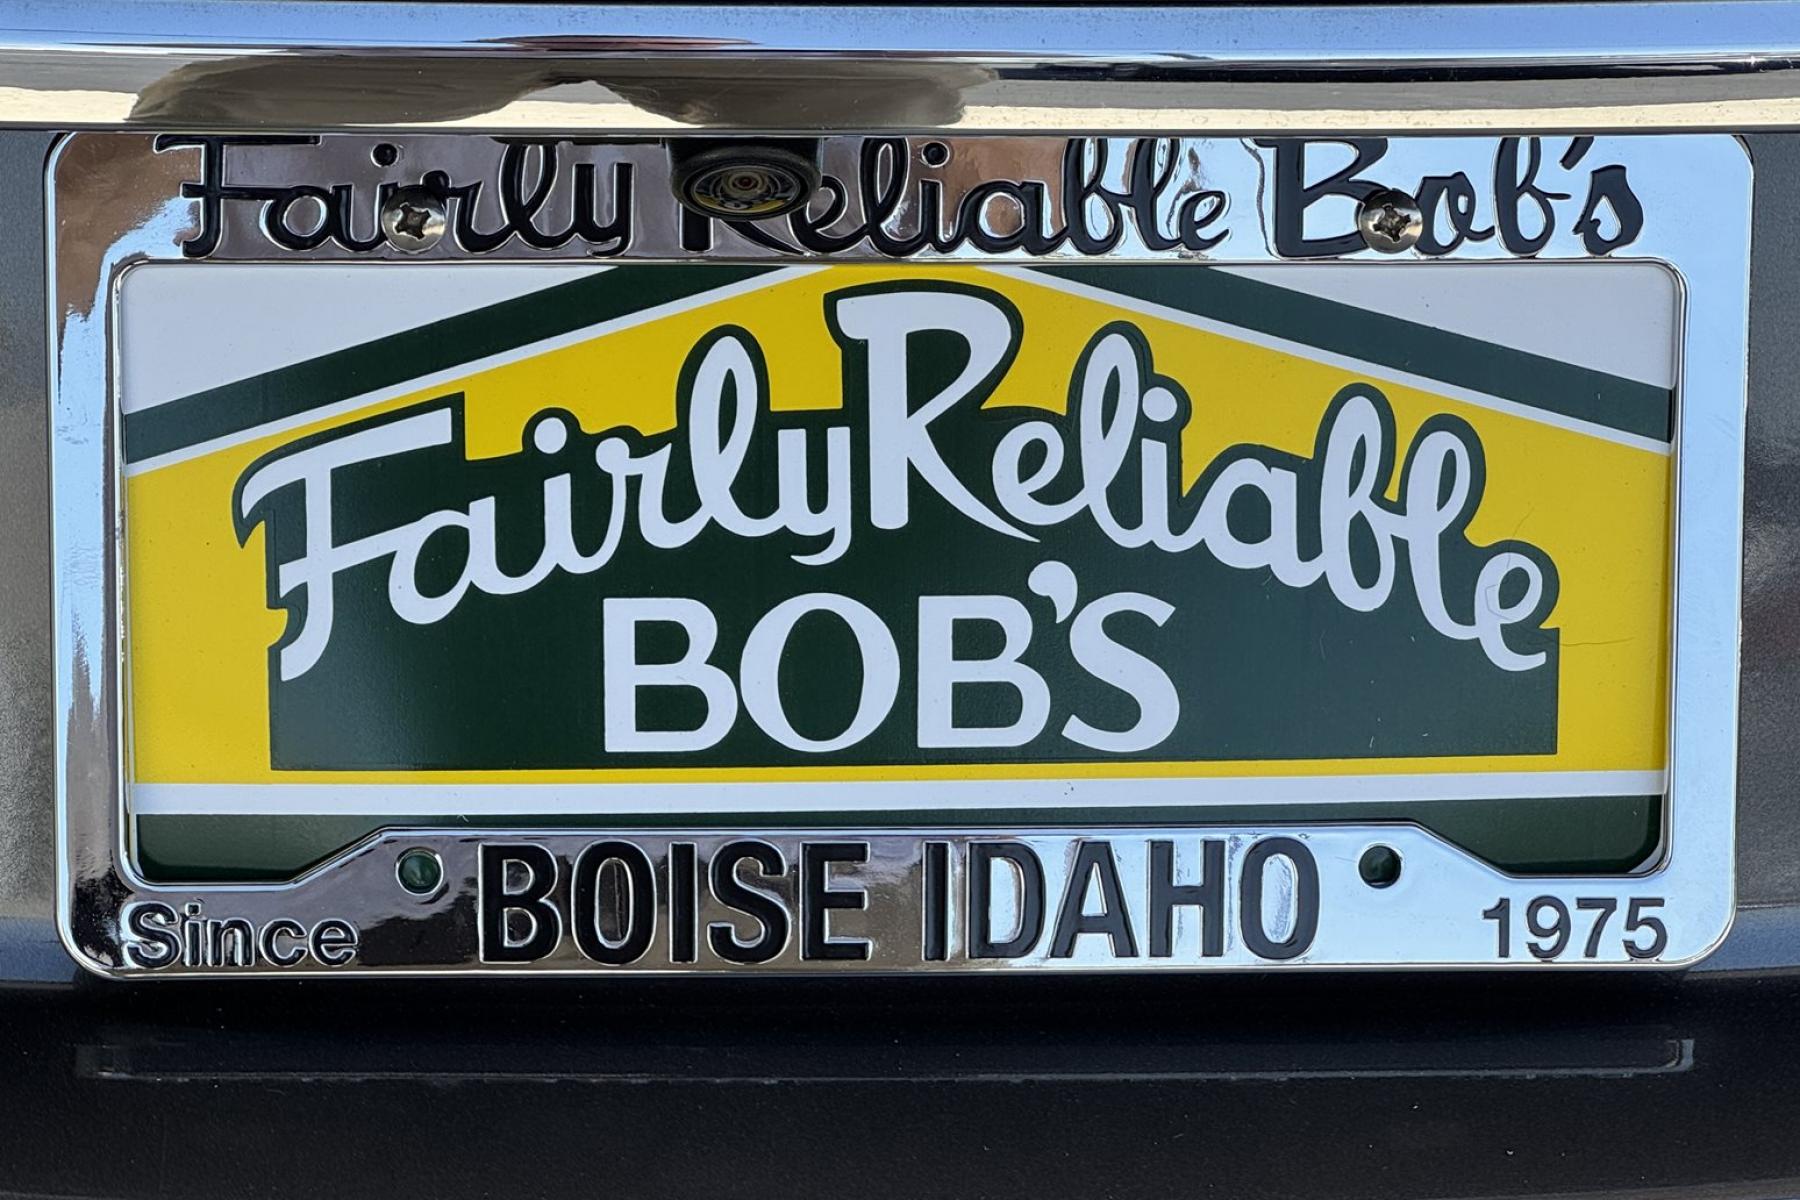 Fairly Reliable Bob's
Fairly Reliable
BOB'S
Since BOISE IDAHO 1975